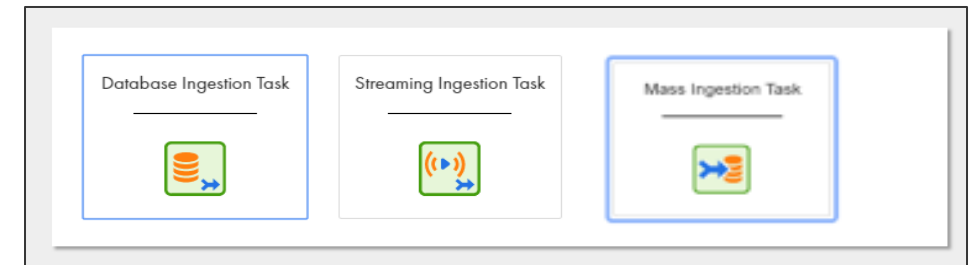 Database Ingestion Task
Streaming Ingestion Task
Mass Ingestion Task